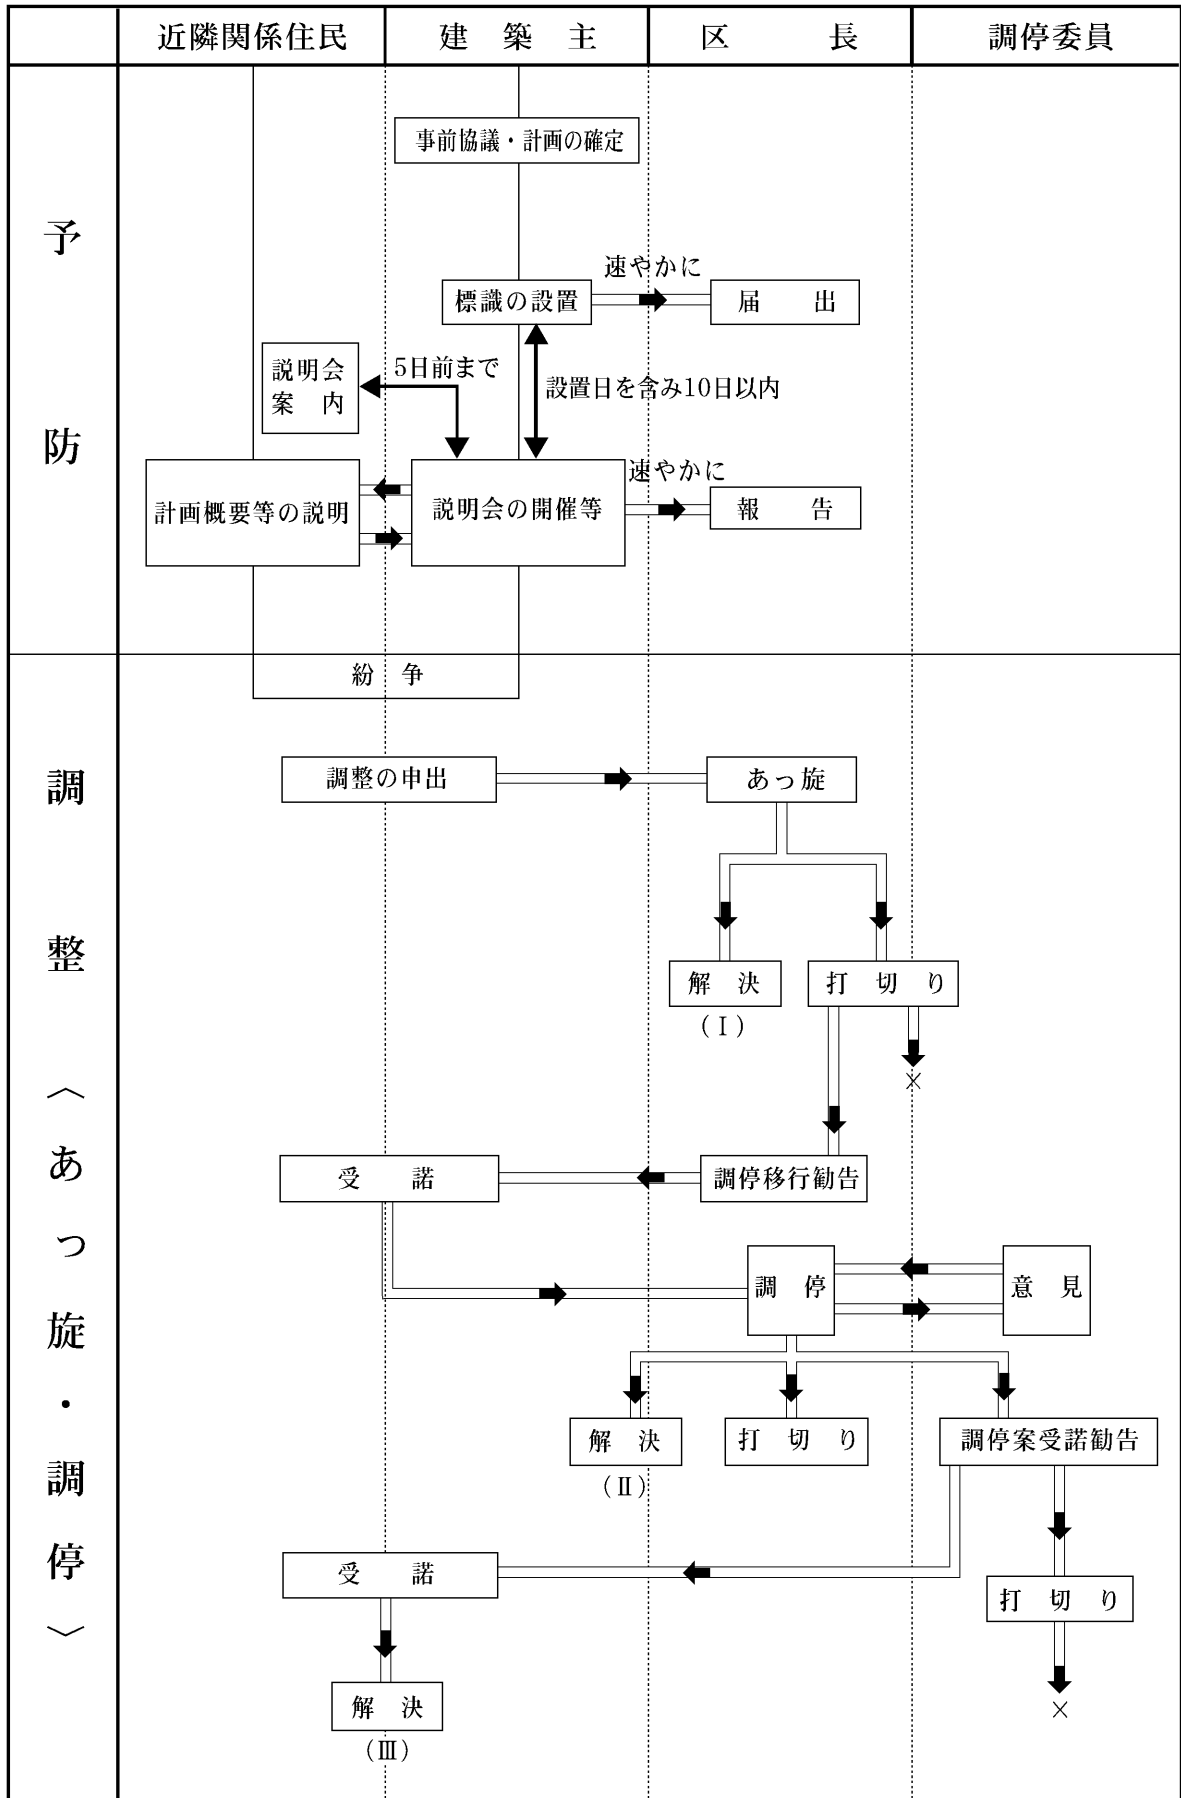 近隣関係住民
建築主
区長
調停委員
予防
事前協議・計画の確定
速やかに
標識の設置
届出
説明会
案内
5日前まで
設置日を含み10日以内
計画概要等の説明
説明会の開催等
速やかに
報告
紛争
調整〈あっ旋・調停〉
調整の申出
あっ旋
解決
(Ⅰ)
打切り
×
受諾
調停移行勧告
調停
意見
解決
(Ⅱ)
打切り
調停案受諾勧告
受諾
打切り
×
解決
(Ⅲ)